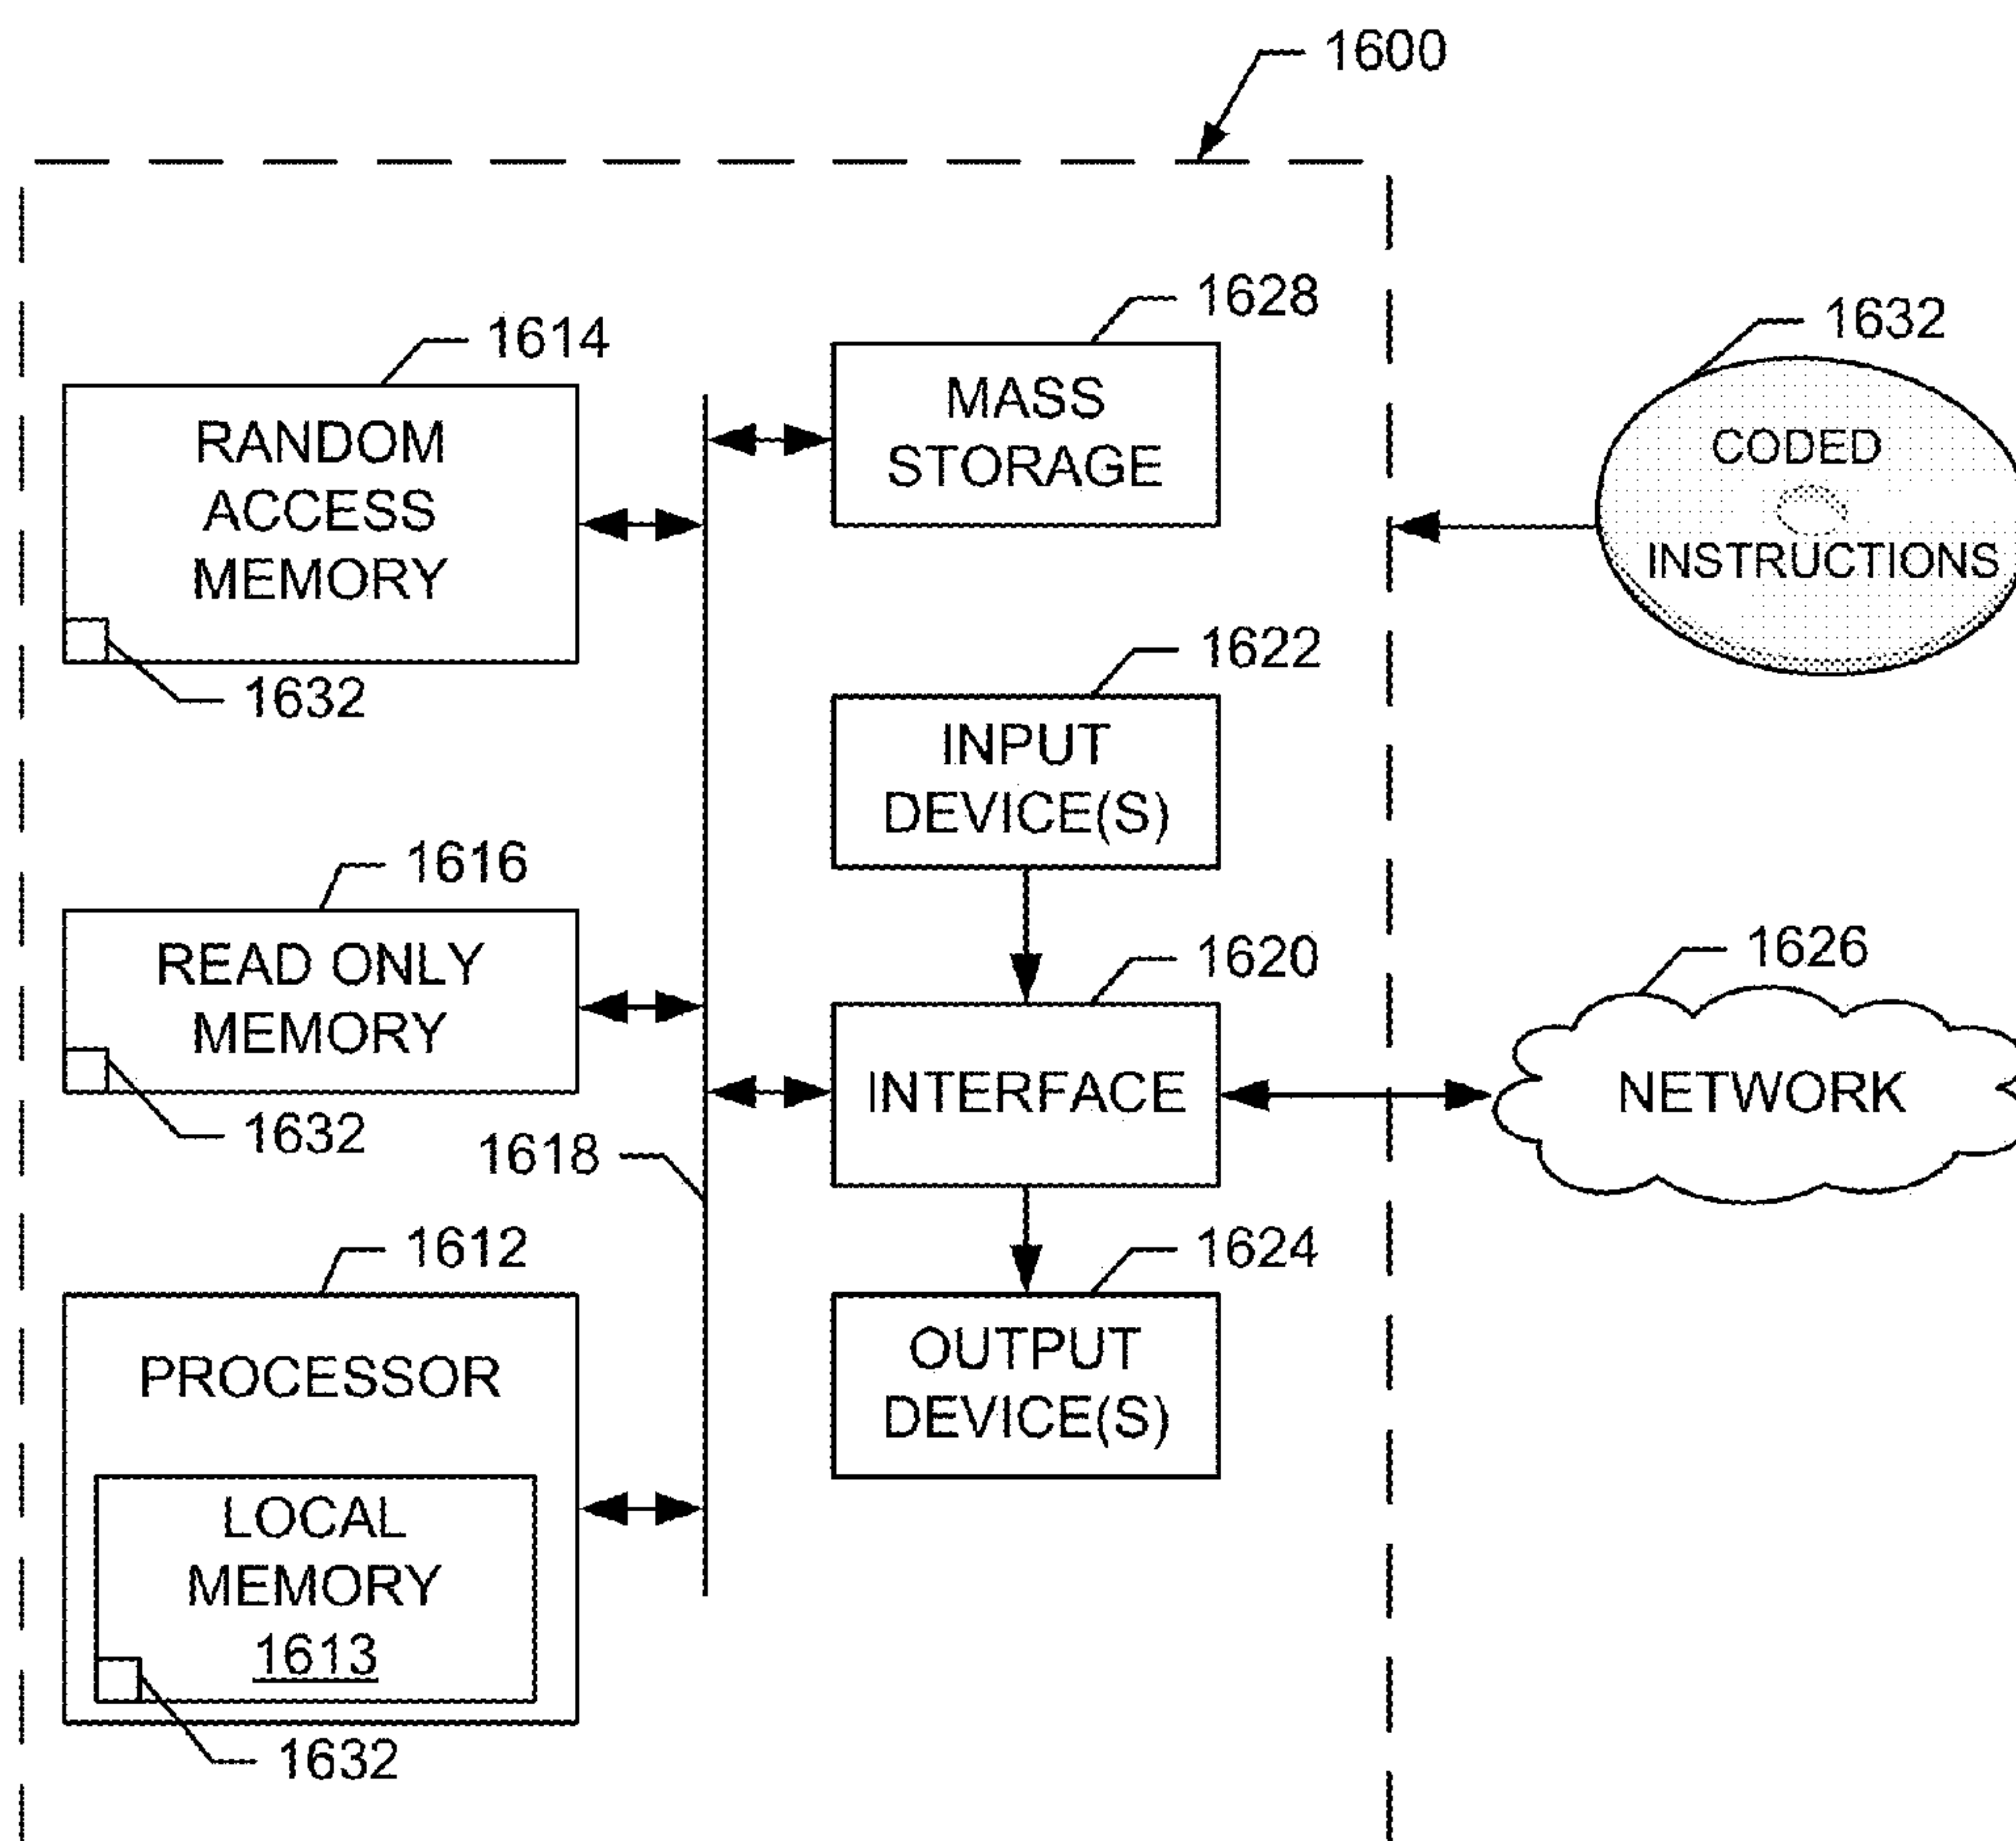 1600
1628
1632
1614
MASS
STORAGE
RANDOM
ACCESS
MEMORY
CODED
INSTRUCTIONS
1632
1622
INPUT
DEVICE(S)
1616
READ ONLY
MEMORY
1620
1626
INTERFACE
NETWORK
1632
1618
1612
1624
PROCESSOR
OUTPUT
DEVICE(S)
LOCAL
MEMORY
1613
1632